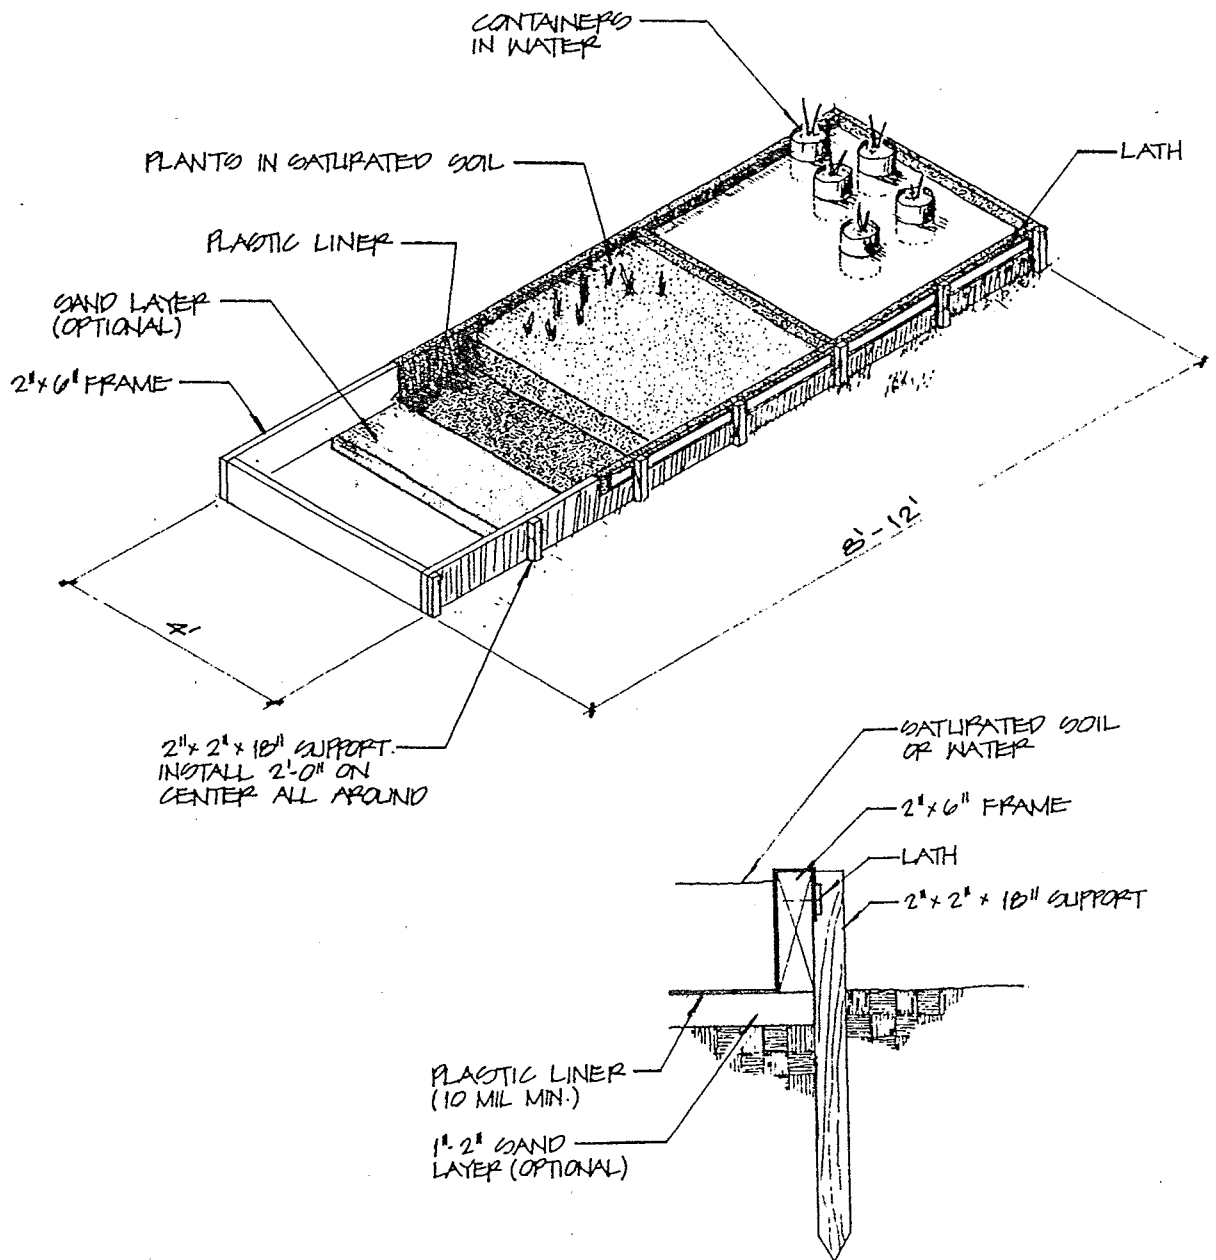 CONTAINERS
IN WATER
PLANTS IN SATURATED SOIL
LATH
PLASTIC LINER
SAND LAYER
(OPTIONAL)
2"x 6" FRAME
8'-12'
4'
2"x 2"x 18" SUPPORT.
INSTALL 2'-0" ON
CENTER ALL AROUND
SATURATED SOIL
OR WATER
2"x 6" FRAME
LATH
2"x 2"x 18" SUPPORT
PLASTIC LINER
(10 MIL MIN.)
1"-2" SAND
LAYER (OPTIONAL)